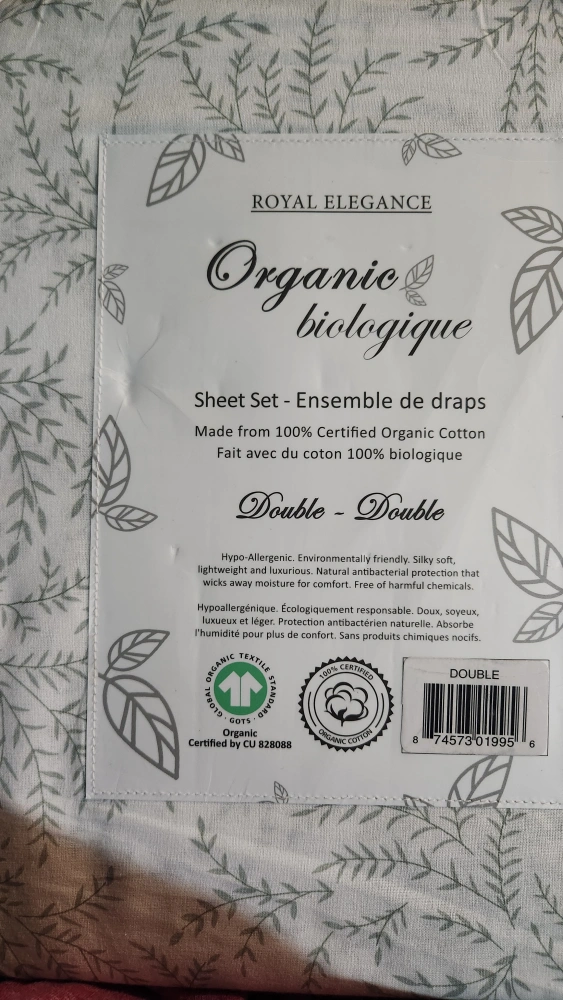 ROYAL ELEGANCE
Organic
biologique
Sheet Set - Ensemble de draps
Made from 100% Certified Organic Cotton
Fait avec du coton 100% biologique
Double - Double
Hypo-Allergenic. Environmentally friendly. Silky soft,
lightweight and luxurious. Natural antibacterial protection that
wicks away moisture for comfort. Free of harmful chemicals.
Hypoallergénique. Écologiquement responsable. Doux, soyeux,
luxueux et léger. Protection antibactérien naturelle. Absorbe
l'humidité pour plus de confort. Sans produits chimiques nocifs.
GLOBAL ORGANIC TEXTILE STANDARD · GOTS ·
Organic
Certified by CU 828088
100% CERTIFIED
ORGANIC COTTON
DOUBLE
8 74573 01995 6